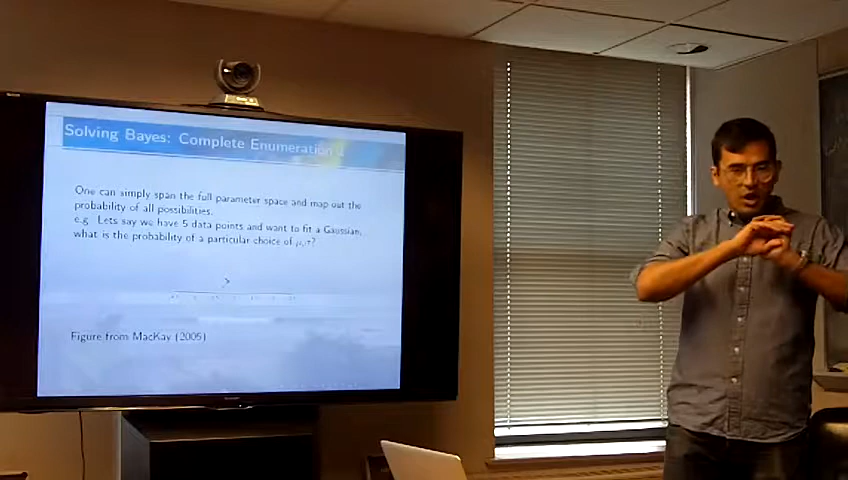 Solving Bayes: Complete Enumeration
One can simply span the full parameter space and map out the
probability of all possibilities.
e.g. Lets say we have 5 data points and want to fit a Gaussian,
what is the probability of a particular choice of μ,σ?
Figure from MacKay (2005)